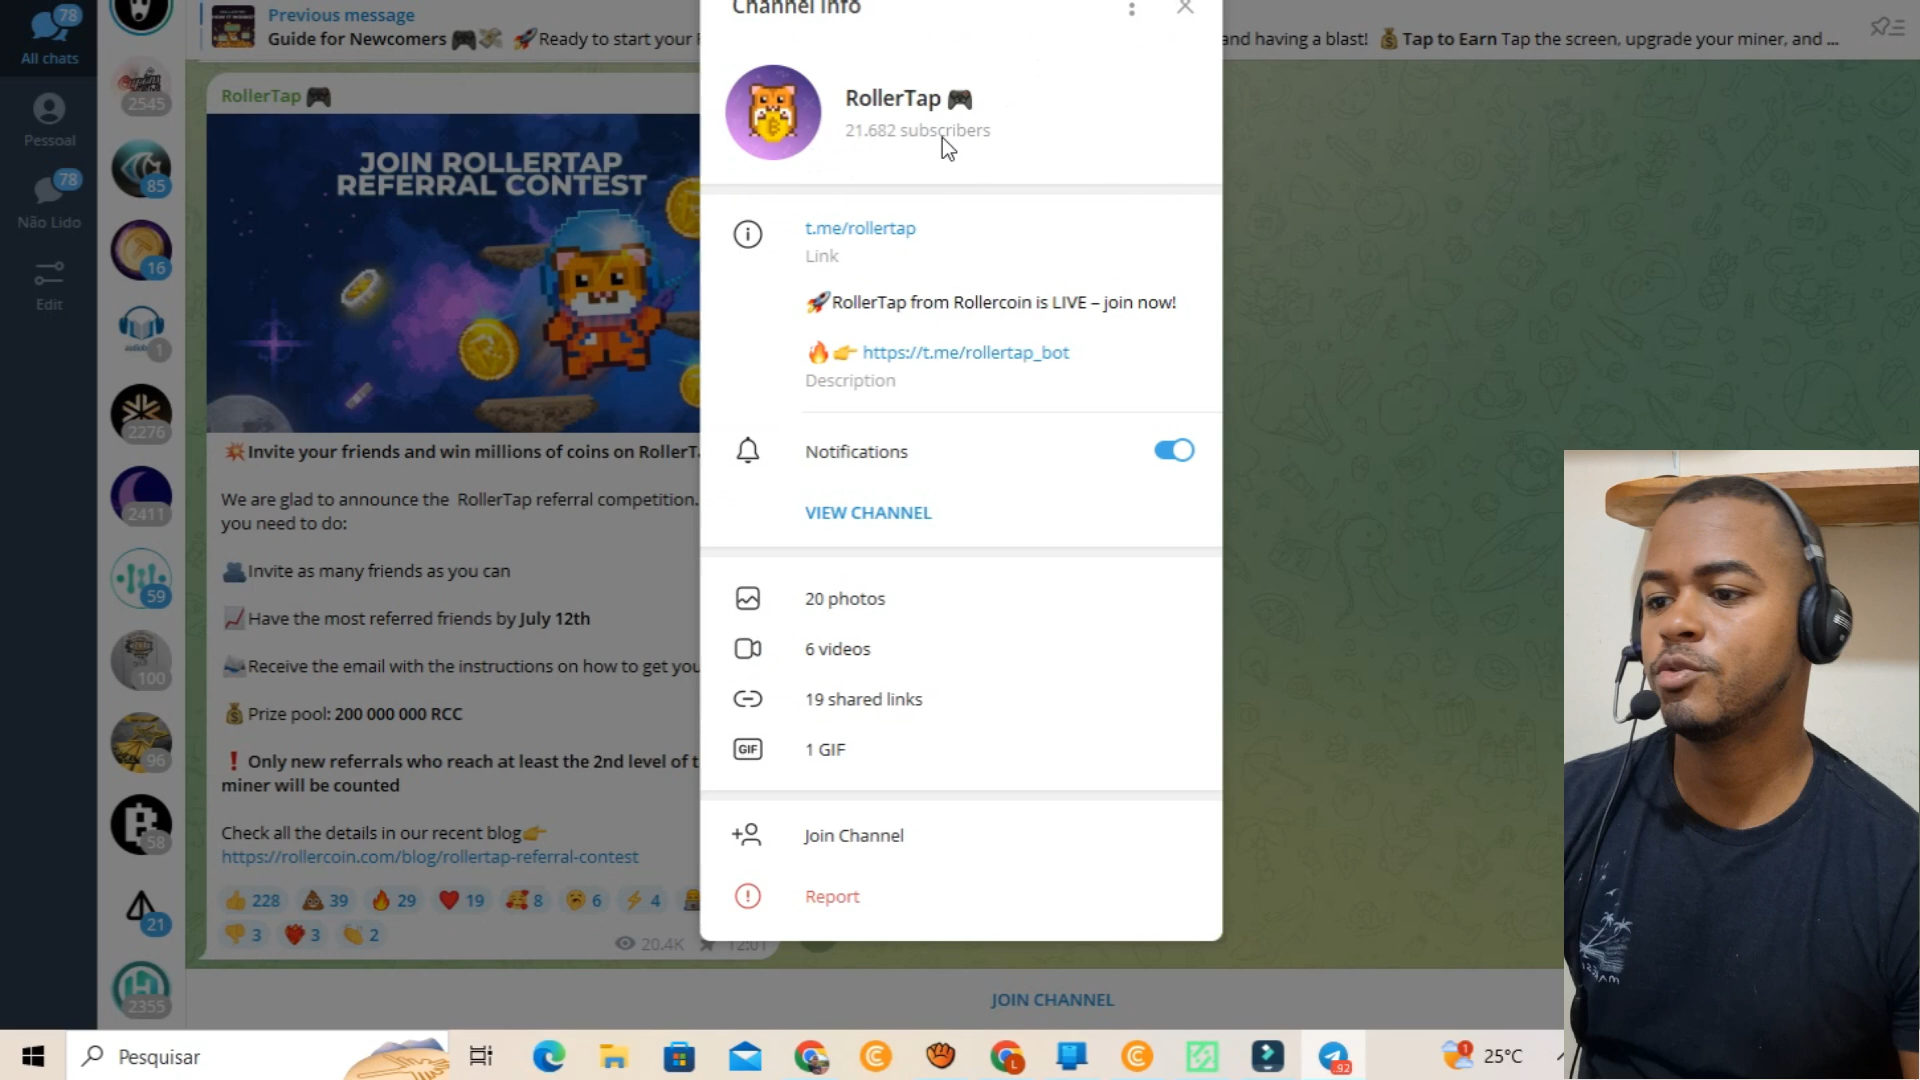 78
All chats
Pessoal
78
Não Lido
Edit
2545
85
16
1
2276
2411
59
100
96
58
21
2355
Previous message
Guide for Newcomers 🎮💸 🚀Ready to start your
and having a blast! 💰Tap to Earn Tap the screen, upgrade your miner, and ...
RollerTap 🎮
JOIN ROLLERTAP
REFERRAL CONTEST
💥Invite your friends and win millions of coins on RollerT
We are glad to announce the RollerTap referral competition.
you need to do:
👥Invite as many friends as you can
📈Have the most referred friends by July 12th
📨Receive the email with the instructions on how to get you
💰Prize pool: 200 000 000 RCC
❗Only new referrals who reach at least the 2nd level of t
miner will be counted
Check all the details in our recent blog👉
https://rollercoin.com/blog/rollertap-referral-contest
👍 228 💩 39 🔥 29 ❤️ 19 🥰 8 😢 6 ⚡ 4
👎 3 ❤️‍🔥 3 👏 2
20.4K 12:01
Channel Info
RollerTap 🎮
21.682 subscribers
t.me/rollertap
Link
🚀RollerTap from Rollercoin is LIVE – join now!
🔥👉 https://t.me/rollertap_bot
Description
Notifications
VIEW CHANNEL
20 photos
6 videos
19 shared links
GIF 1 GIF
Join Channel
Report
JOIN CHANNEL
Pesquisar
L
92
1
25°C